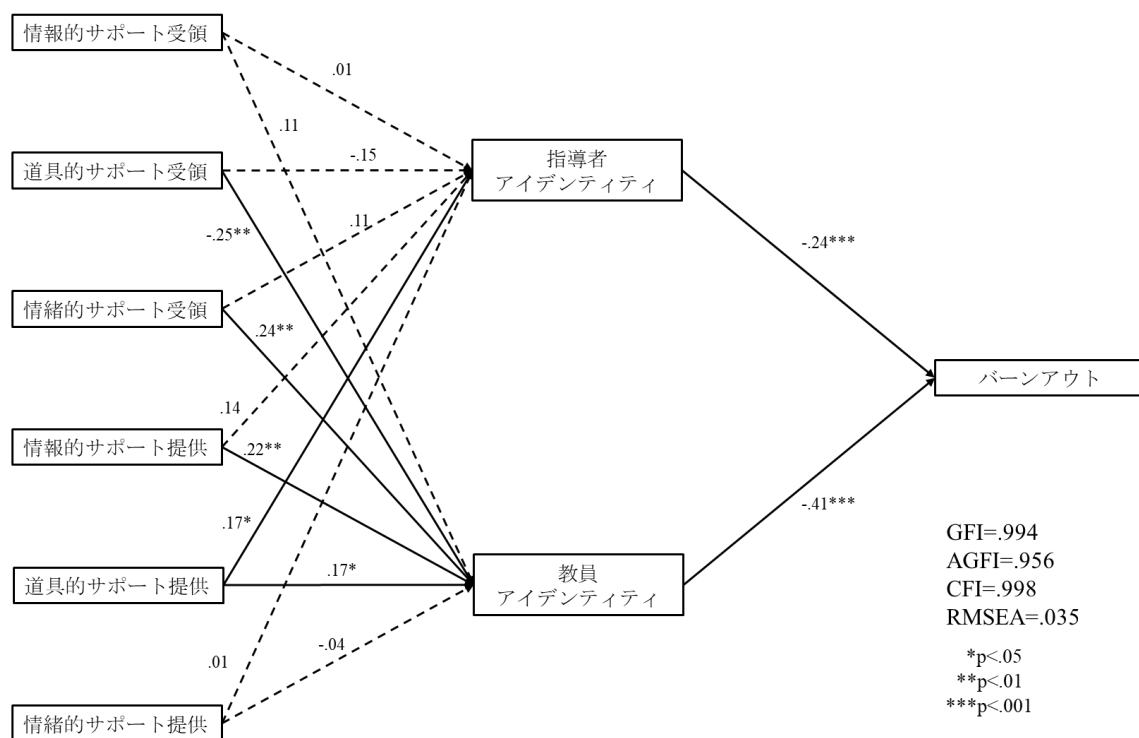 情報的サポート受領
.01
.11
道具的サポート受領
-.15
指導者
アイデンティティ
-.25**
.11
-.24***
情緒的サポート受領
.24**
バーンアウト
.14
情報的サポート提供
.22**
-.41***
.17*
道具的サポート提供
.17*
教員
アイデンティティ
.01
-.04
情緒的サポート提供
GFI=.994
AGFI=.956
CFI=.998
RMSEA=.035
*p<.05
**p<.01
***p<.001